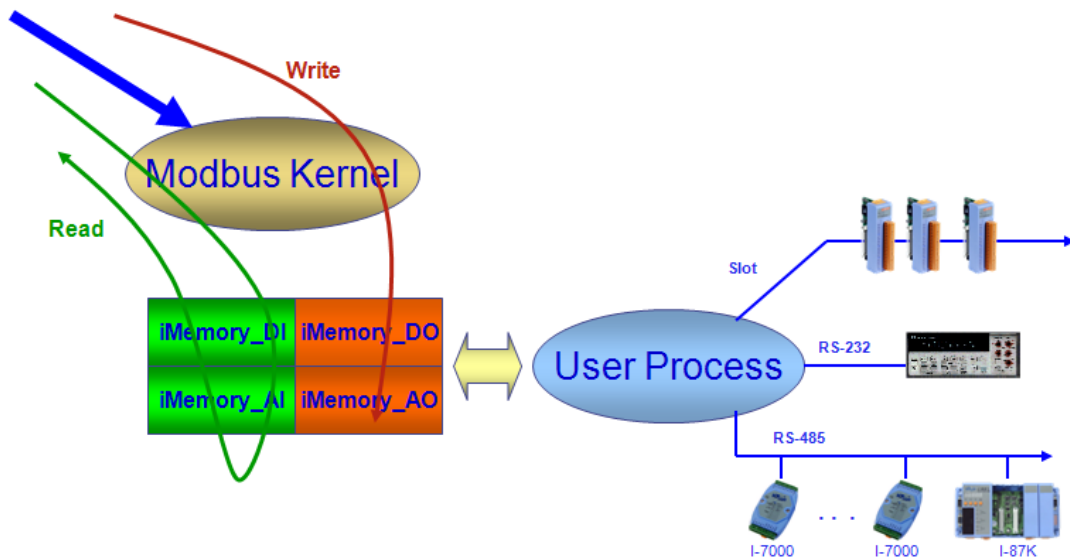 Write
Modbus Kernel
Read
iMemory_DI
iMemory_DO
iMemory_AI
iMemory_AO
User Process
Slot
RS-232
RS-485
. . .
I-7000
I-7000
I-87K